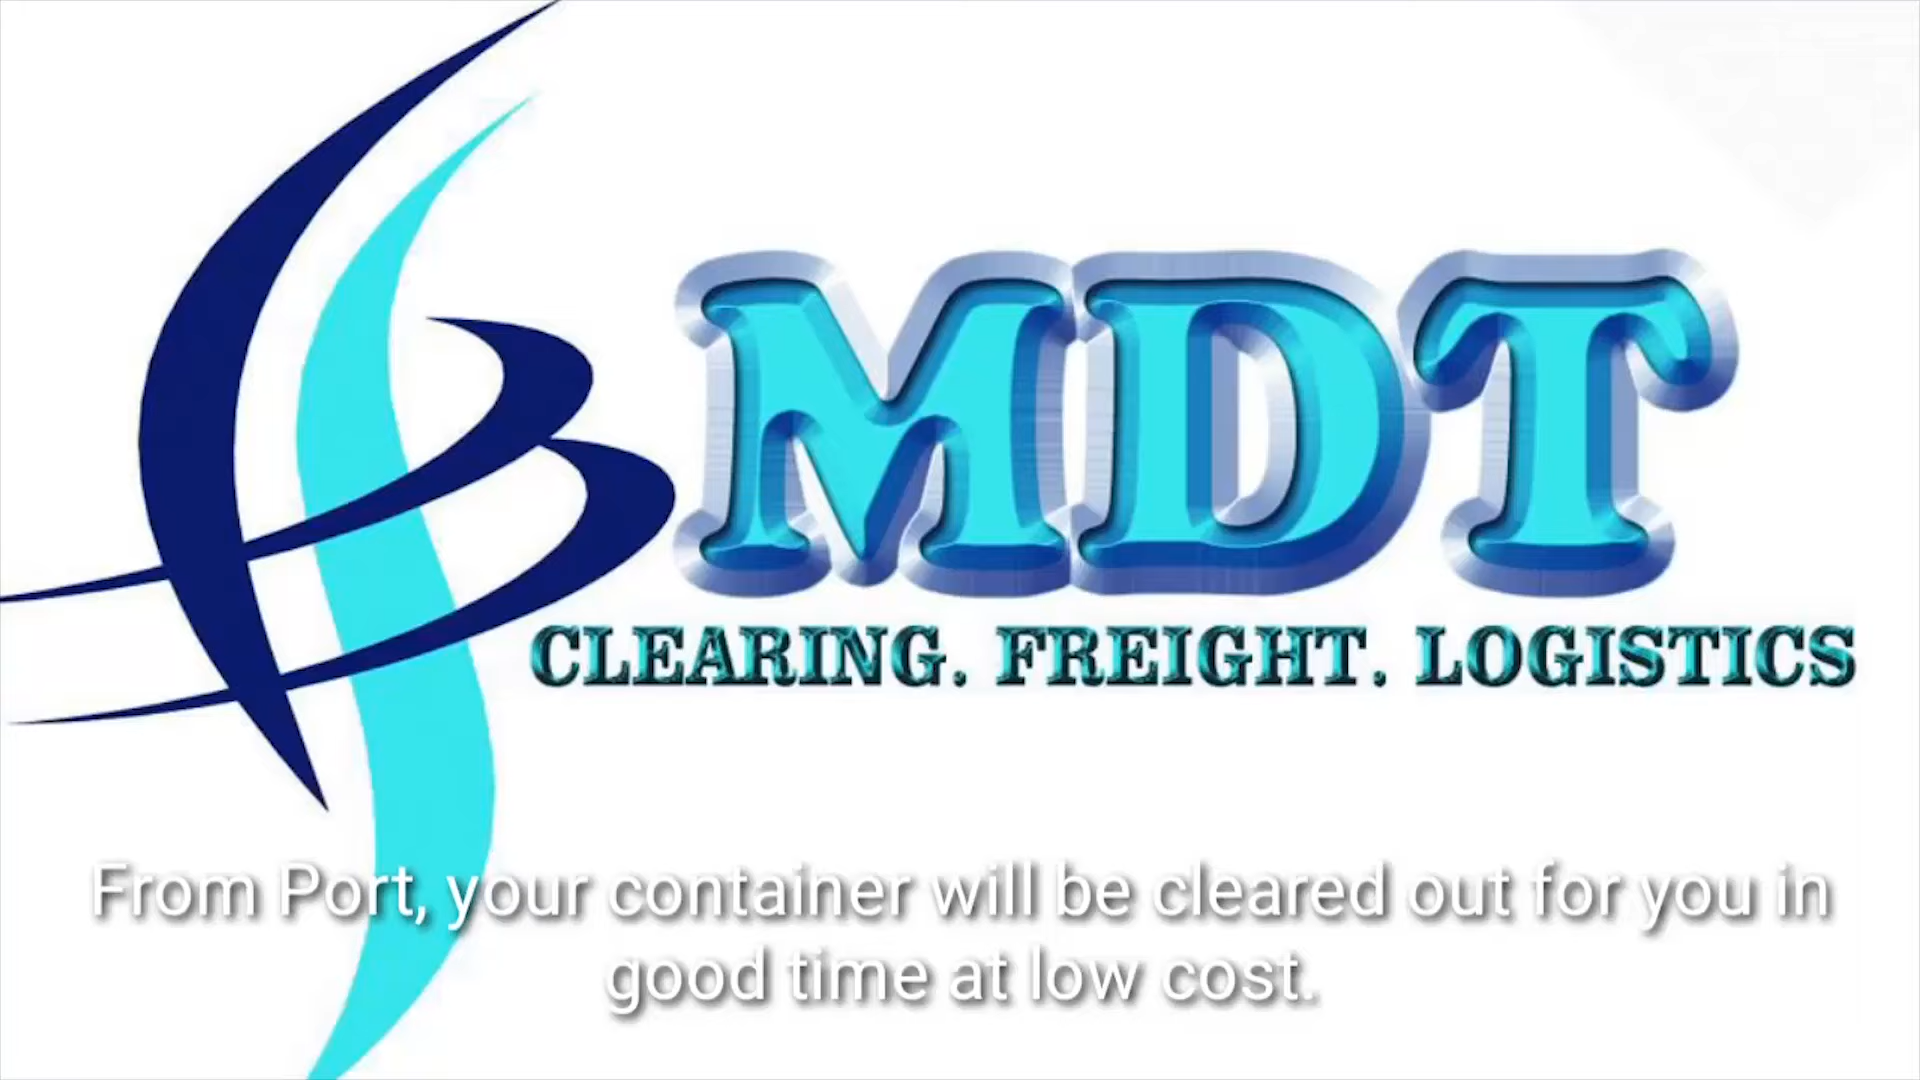 MDT
CLEARING. FREIGHT. LOGISTICS
From Port, your container will be cleared out for you in
good time at low cost.